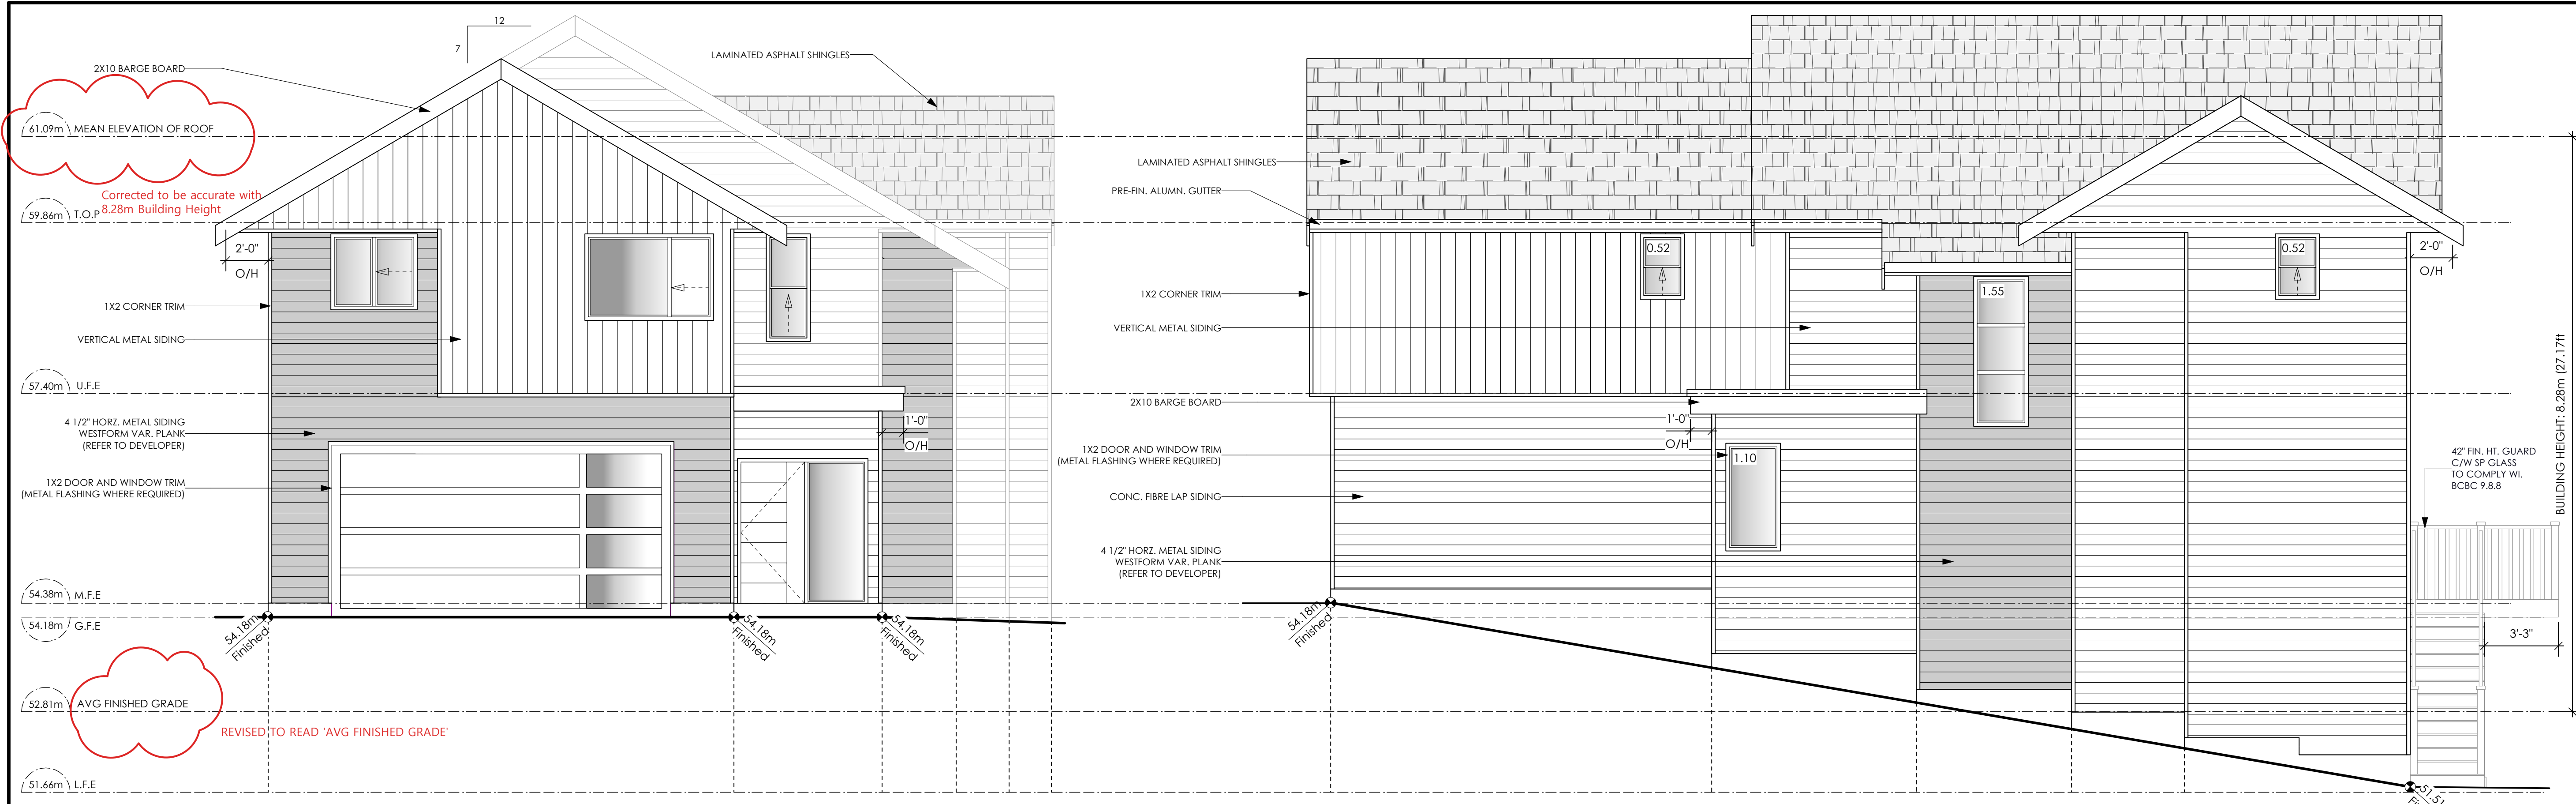 12
7
2X10 BARGE BOARD
LAMINATED ASPHALT SHINGLES
61.09m MEAN ELEVATION OF ROOF
Corrected to be accurate with
8.28m Building Height
59.86m T.O.P
2'-0"
O/H
1X2 CORNER TRIM
VERTICAL METAL SIDING
57.40m U.F.E
4 1/2" HORZ. METAL SIDING
WESTFORM VAR. PLANK
(REFER TO DEVELOPER)
1'-0"
O/H
1X2 DOOR AND WINDOW TRIM
(METAL FLASHING WHERE REQUIRED)
54.38m M.F.E
54.18m G.F.E
54.18m
Finished
54.18m
Finished
54.18m
Finished
52.81m AVG FINISHED GRADE
REVISED TO READ 'AVG FINISHED GRADE'
51.66m L.F.E
LAMINATED ASPHALT SHINGLES
PRE-FIN. ALUMN. GUTTER
0.52
0.52
2'-0"
O/H
1X2 CORNER TRIM
1.55
VERTICAL METAL SIDING
2X10 BARGE BOARD
1'-0"
O/H
1X2 DOOR AND WINDOW TRIM
(METAL FLASHING WHERE REQUIRED)
1.10
CONC. FIBRE LAP SIDING
4 1/2" HORZ. METAL SIDING
WESTFORM VAR. PLANK
(REFER TO DEVELOPER)
42" FIN. HT. GUARD
C/W SP GLASS
TO COMPLY WI.
BCBC 9.8.8
BUILDING HEIGHT: 8.28m (27.17ft
3'-3"
54.18m
Finished
51.51